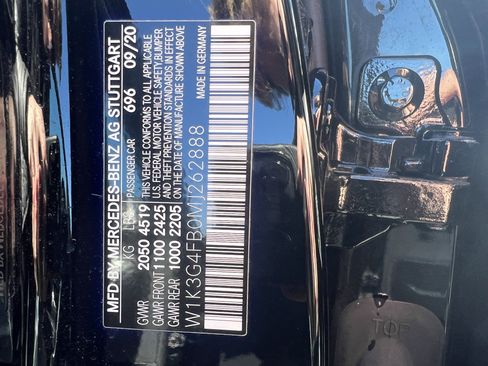 MFD BY MERCEDES-BENZ AG STUTTGART
PASSENGER CAR 696 09/20
KG LBS
GVWR 2050 4519
GAWR FRONT 1100 2425
GAWR REAR 1000 2205
THIS VEHICLE CONFORMS TO ALL APPLICABLE
U.S. FEDERAL MOTOR VEHICLE SAFETY BUMPER
AND THEFT PREVENTION STANDARDS IN EFFECT
ON THE DATE OF MANUFACTURE SHOWN ABOVE
W1K3G4FB0MJ262888 MADE IN GERMANY
TOP